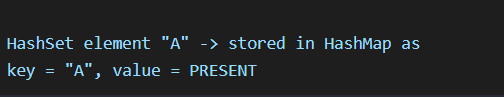 HashSet element "A" -> stored in HashMap as
key = "A", value = PRESENT